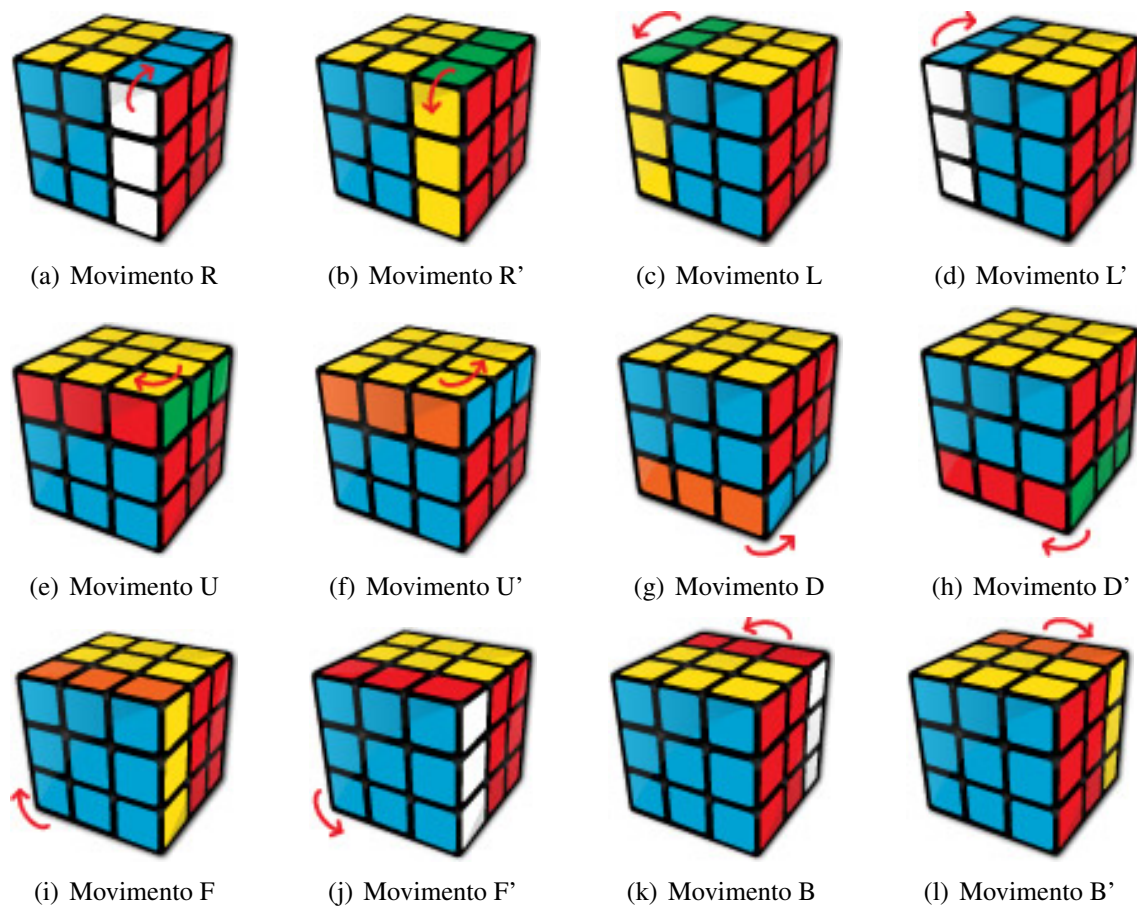 (a) Movimento R
(b) Movimento R’
(c) Movimento L
(d) Movimento L’
(e) Movimento U
(f) Movimento U’
(g) Movimento D
(h) Movimento D’
(i) Movimento F
(j) Movimento F’
(k) Movimento B
(l) Movimento B’